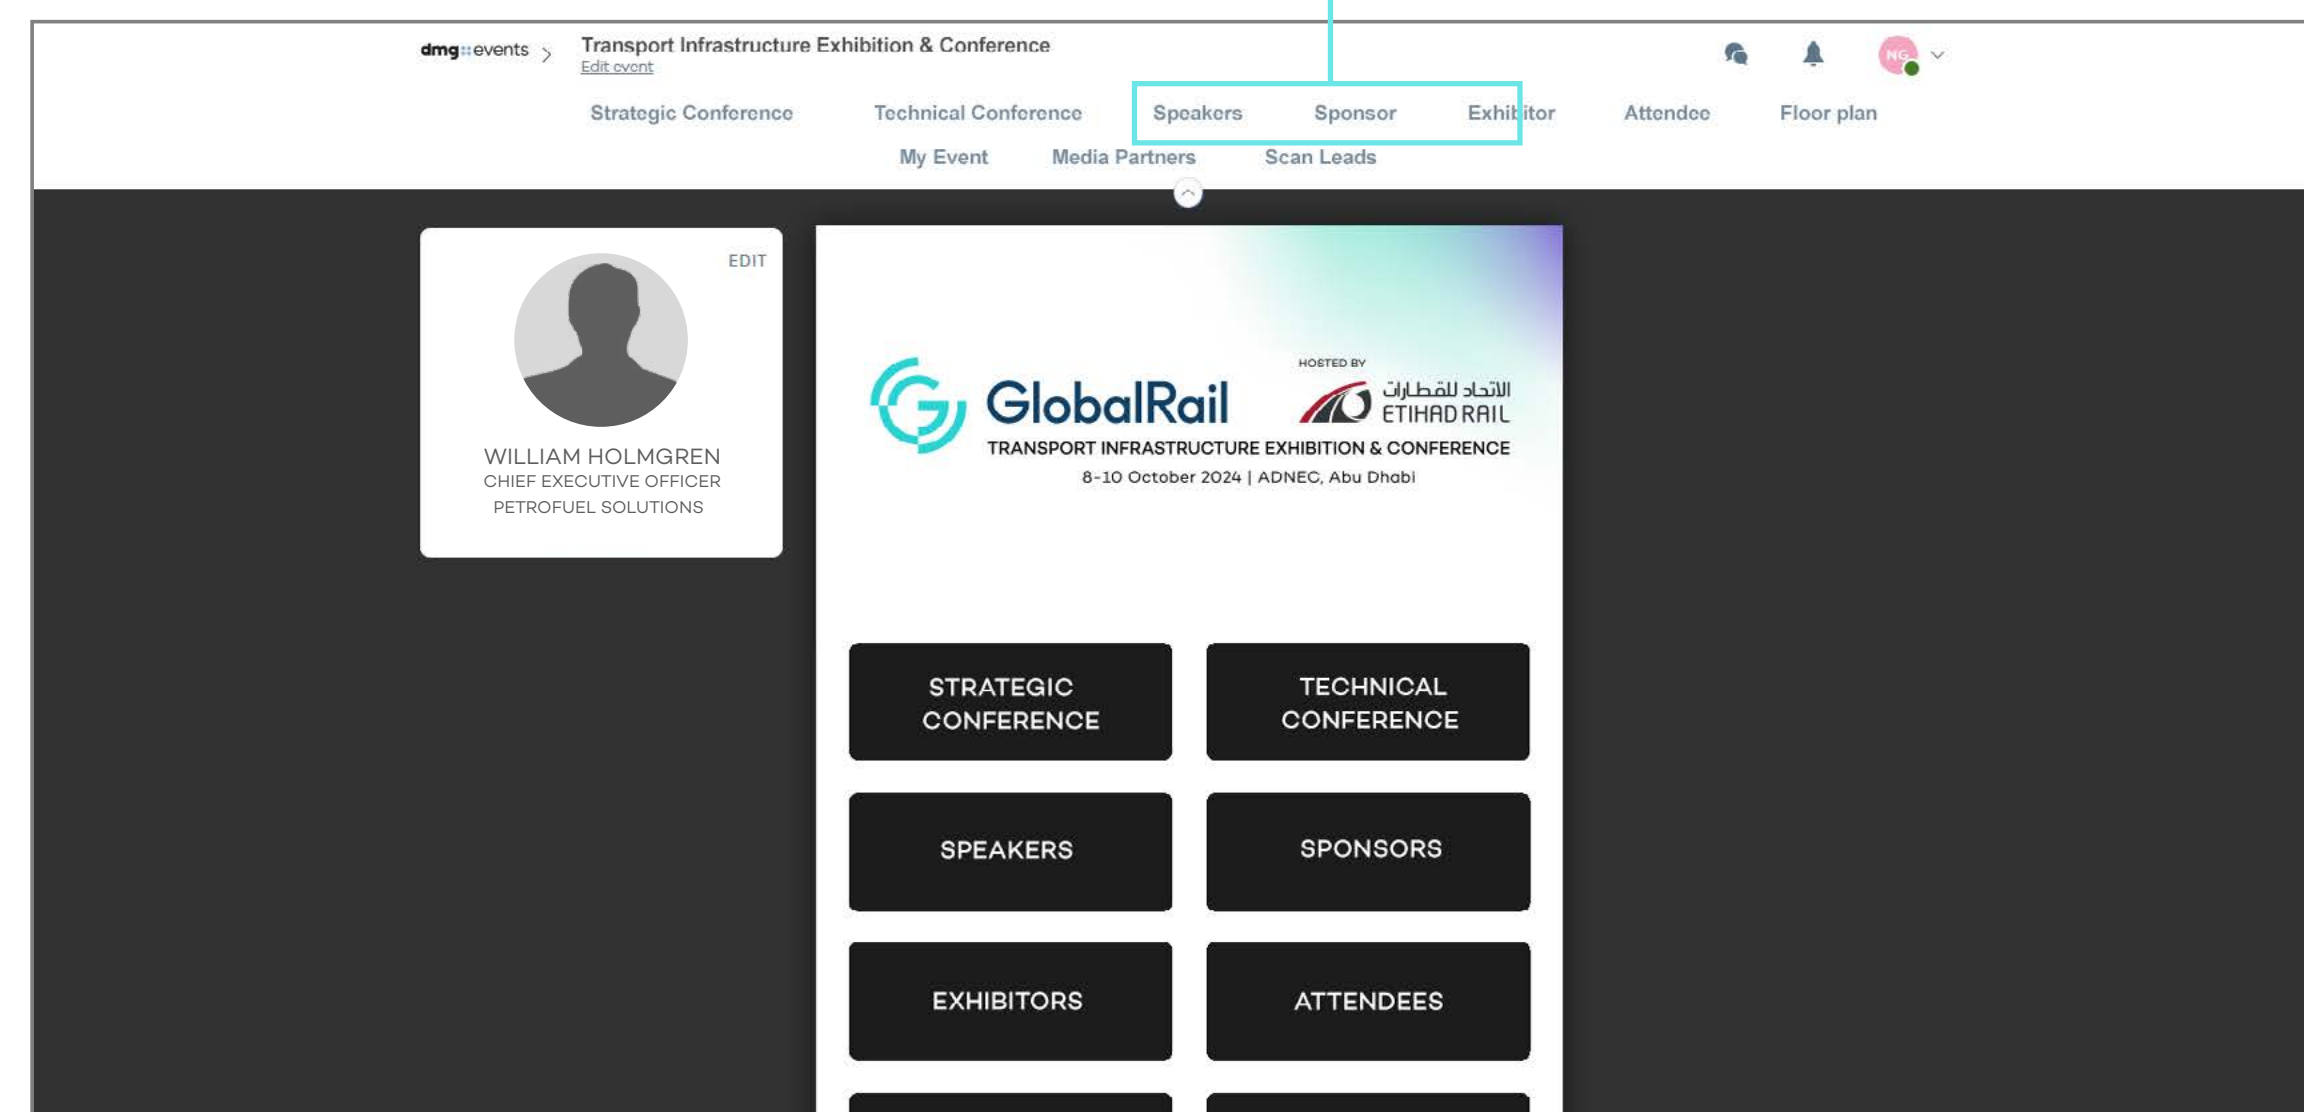 dmg::events >
Transport Infrastructure Exhibition & Conference
Edit event
NG
Strategic Conference Technical Conference Speakers Sponsor Exhibitor Attendee Floor plan
My Event Media Partners Scan Leads
EDIT
WILLIAM HOLMGREN
CHIEF EXECUTIVE OFFICER
PETROFUEL SOLUTIONS
GlobalRail
HOSTED BY
الاتحاد للقطارات
ETIHAD RAIL
TRANSPORT INFRASTRUCTURE EXHIBITION & CONFERENCE
8-10 October 2024 | ADNEC, Abu Dhabi
STRATEGIC
CONFERENCE
TECHNICAL
CONFERENCE
SPEAKERS
SPONSORS
EXHIBITORS
ATTENDEES